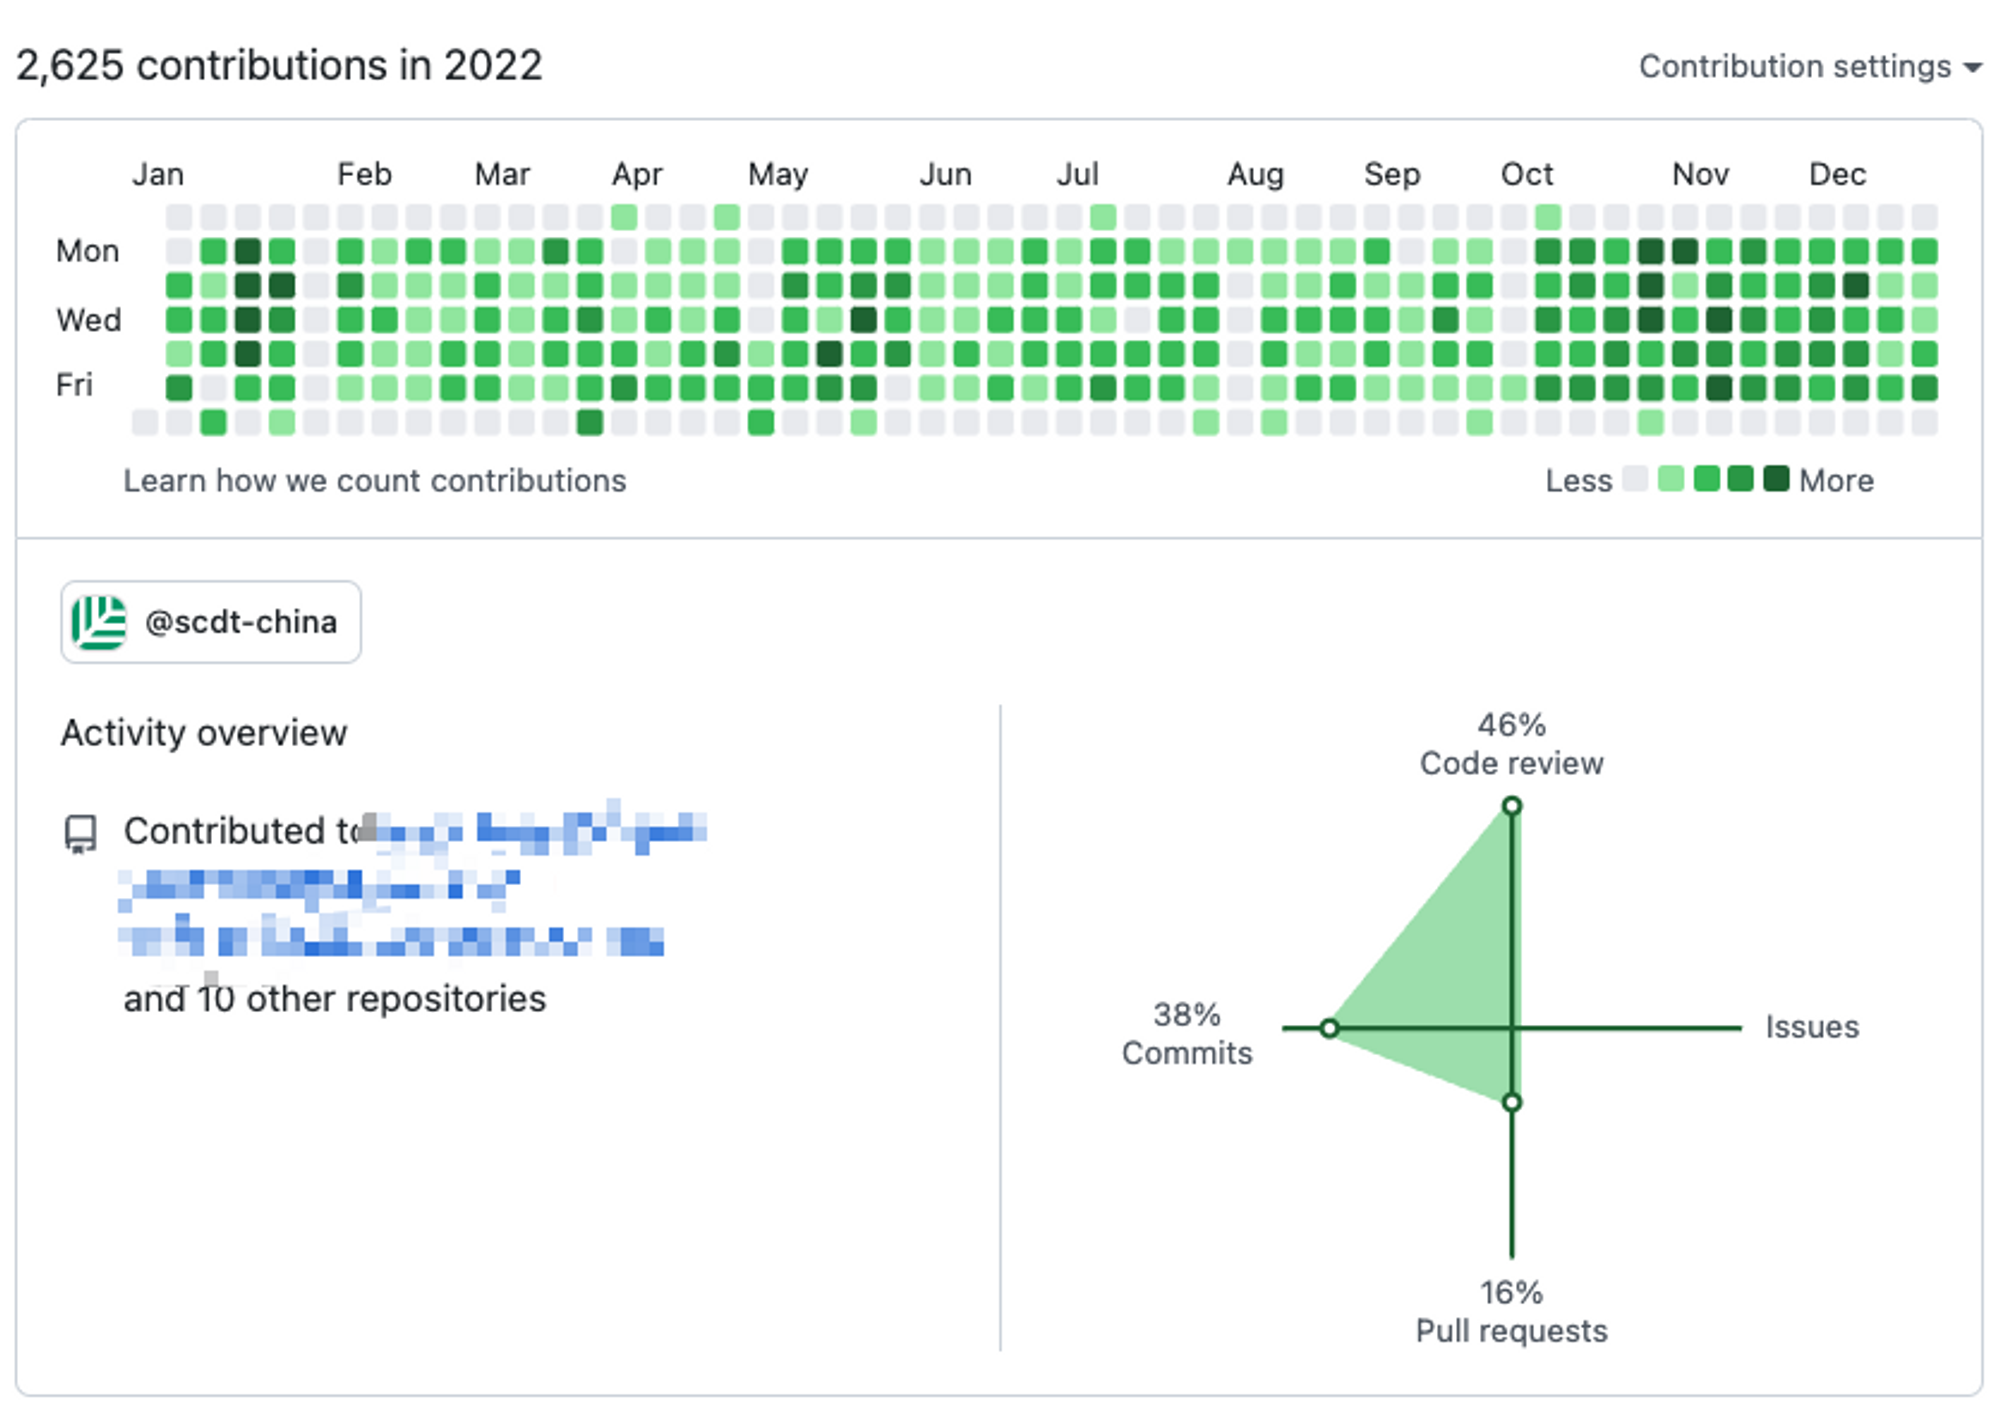 2,625 contributions in 2022
Contribution settings
Jan Feb Mar Apr May Jun Jul Aug Sep Oct Nov Dec
Mon
Wed
Fri
Learn how we count contributions
Less More
@scdt-china
Activity overview
Contributed to
and 10 other repositories
46%
Code review
38%
Commits
Issues
16%
Pull requests